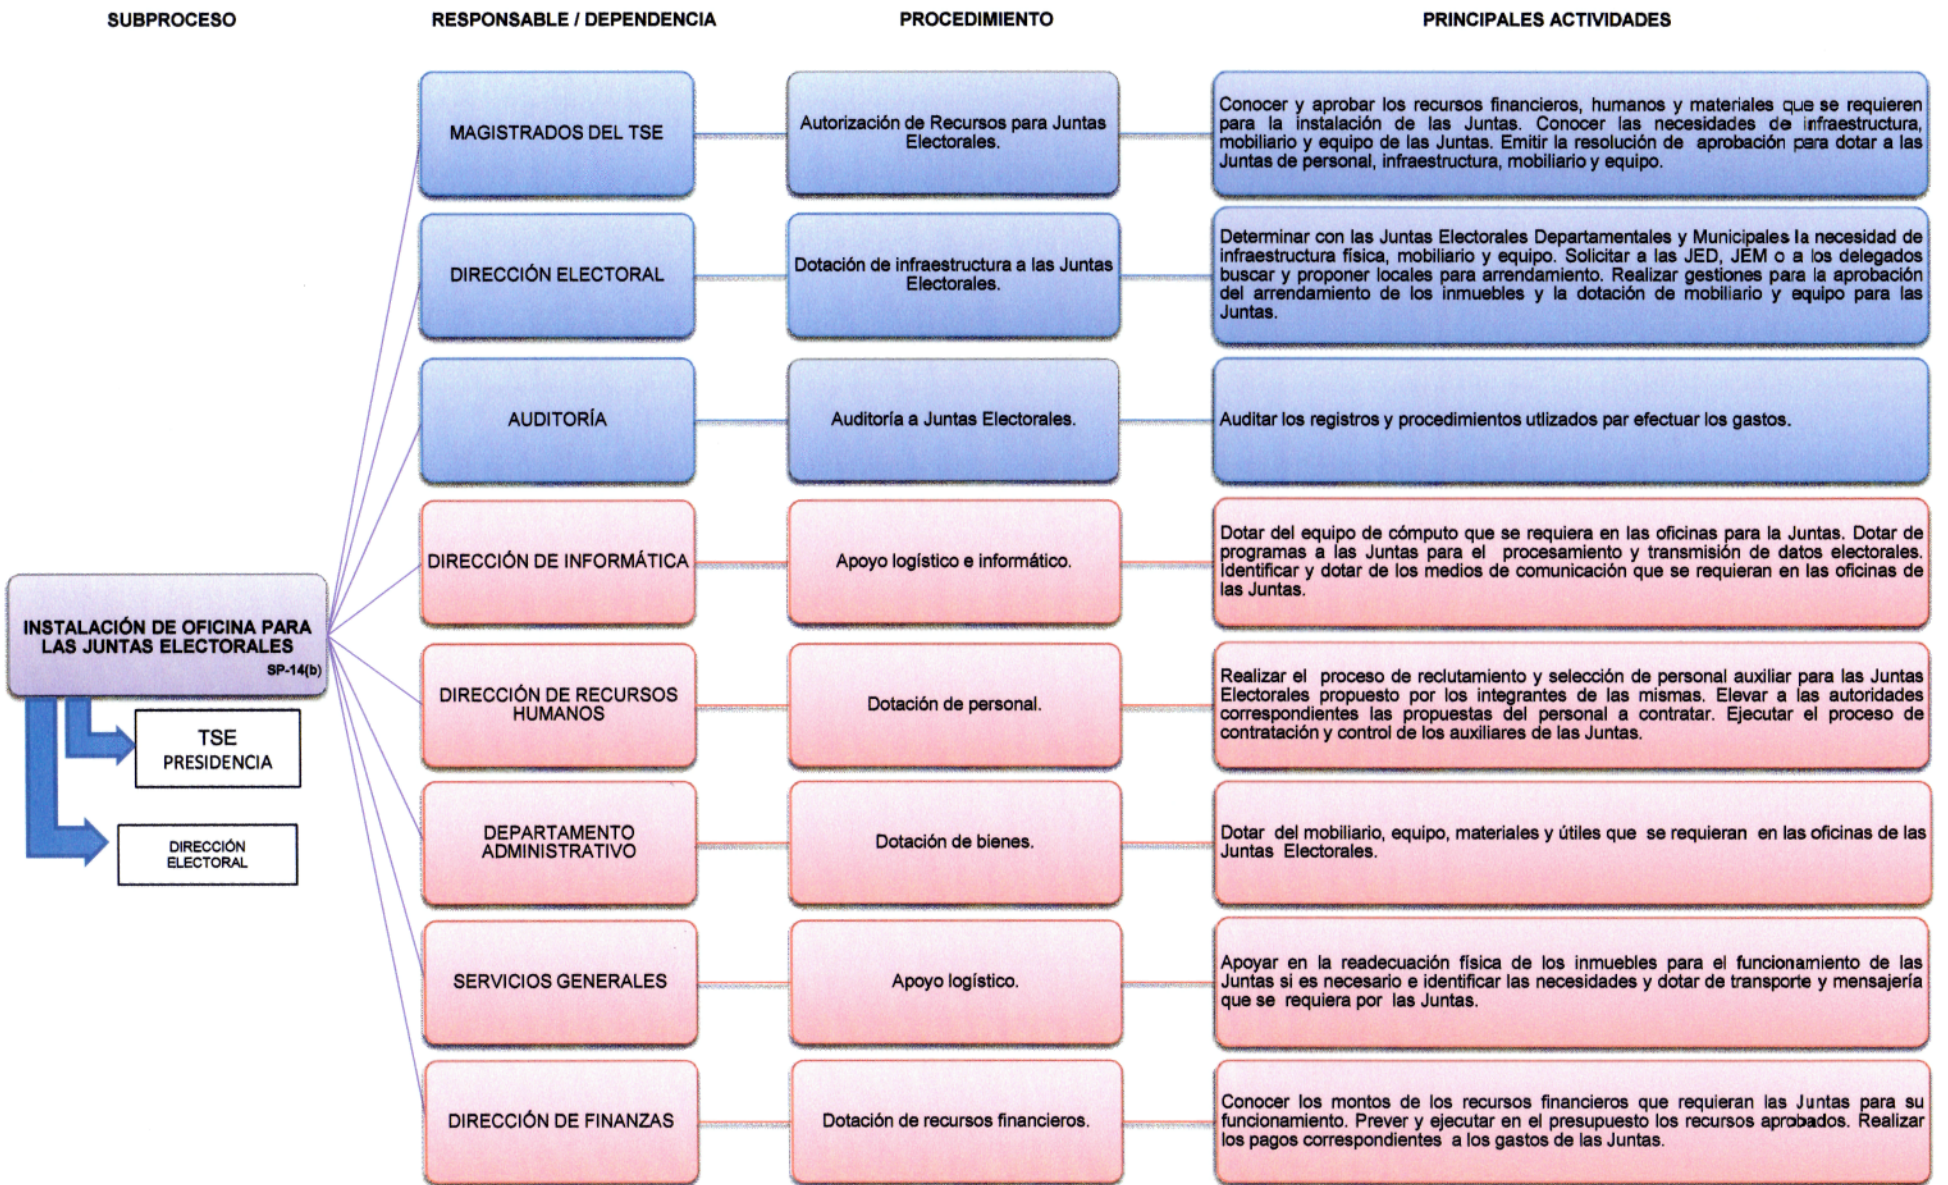 SUBPROCESO
RESPONSABLE / DEPENDENCIA
PROCEDIMIENTO
PRINCIPALES ACTIVIDADES
INSTALACIÓN DE OFICINA PARA
LAS JUNTAS ELECTORALES
SP-14(b)
TSE
PRESIDENCIA
DIRECCIÓN
ELECTORAL
MAGISTRADOS DEL TSE
Autorización de Recursos para Juntas
Electorales.
Conocer y aprobar los recursos financieros, humanos y materiales que se requieren
para la instalación de las Juntas. Conocer las necesidades de infraestructura,
mobiliario y equipo de las Juntas. Emitir la resolución de aprobación para dotar a las
Juntas de personal, infraestructura, mobiliario y equipo.
DIRECCIÓN ELECTORAL
Dotación de infraestructura a las Juntas
Electorales.
Determinar con las Juntas Electorales Departamentales y Municipales la necesidad de
infraestructura física, mobiliario y equipo. Solicitar a las JED, JEM o a los delegados
buscar y proponer locales para arrendamiento. Realizar gestiones para la aprobación
del arrendamiento de los inmuebles y la dotación de mobiliario y equipo para las
Juntas.
AUDITORÍA
Auditoría a Juntas Electorales.
Auditar los registros y procedimientos utlizados par efectuar los gastos.
DIRECCIÓN DE INFORMÁTICA
Apoyo logístico e informático.
Dotar del equipo de cómputo que se requiera en las oficinas para la Juntas. Dotar de
programas a las Juntas para el procesamiento y transmisión de datos electorales.
Identificar y dotar de los medios de comunicación que se requieran en las oficinas de
las Juntas.
DIRECCIÓN DE RECURSOS
HUMANOS
Dotación de personal.
Realizar el proceso de reclutamiento y selección de personal auxiliar para las Juntas
Electorales propuesto por los integrantes de las mismas. Elevar a las autoridades
correspondientes las propuestas del personal a contratar. Ejecutar el proceso de
contratación y control de los auxiliares de las Juntas.
DEPARTAMENTO
ADMINISTRATIVO
Dotación de bienes.
Dotar del mobiliario, equipo, materiales y útiles que se requieran en las oficinas de las
Juntas Electorales.
SERVICIOS GENERALES
Apoyo logístico.
Apoyar en la readecuación física de los inmuebles para el funcionamiento de las
Juntas si es necesario e identificar las necesidades y dotar de transporte y mensajería
que se requiera por las Juntas.
DIRECCIÓN DE FINANZAS
Dotación de recursos financieros.
Conocer los montos de los recursos financieros que requieran las Juntas para su
funcionamiento. Prever y ejecutar en el presupuesto los recursos aprobados. Realizar
los pagos correspondientes a los gastos de las Juntas.